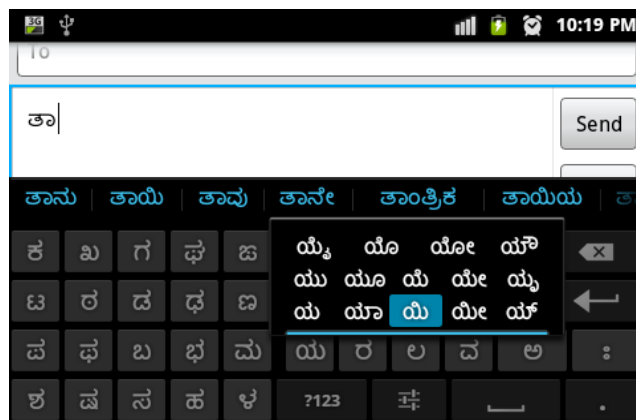 3G 10:19 PM
To
ತಾ
Send
ತಾನು ತಾಯಿ ತಾವು ತಾನೇ ತಾಂತ್ರಿಕ ತಾಯಿಯ
ಯೈ ಯೊ ಯೋ ಯೌ
ಯು ಯೂ ಯೆ ಯೇ ಯೃ
ಯ ಯಾ ಯಿ ಯೀ ಯ್
ಕ ಖ ಗ ಘ ಙ
ಟ ಠ ಡ ಢ ಣ
ಪ ಫ ಬ ಭ ಮ ಯ ರ ಲ ವ ಅ ಃ
ಶ ಷ ಸ ಹ ಳ ?123 .